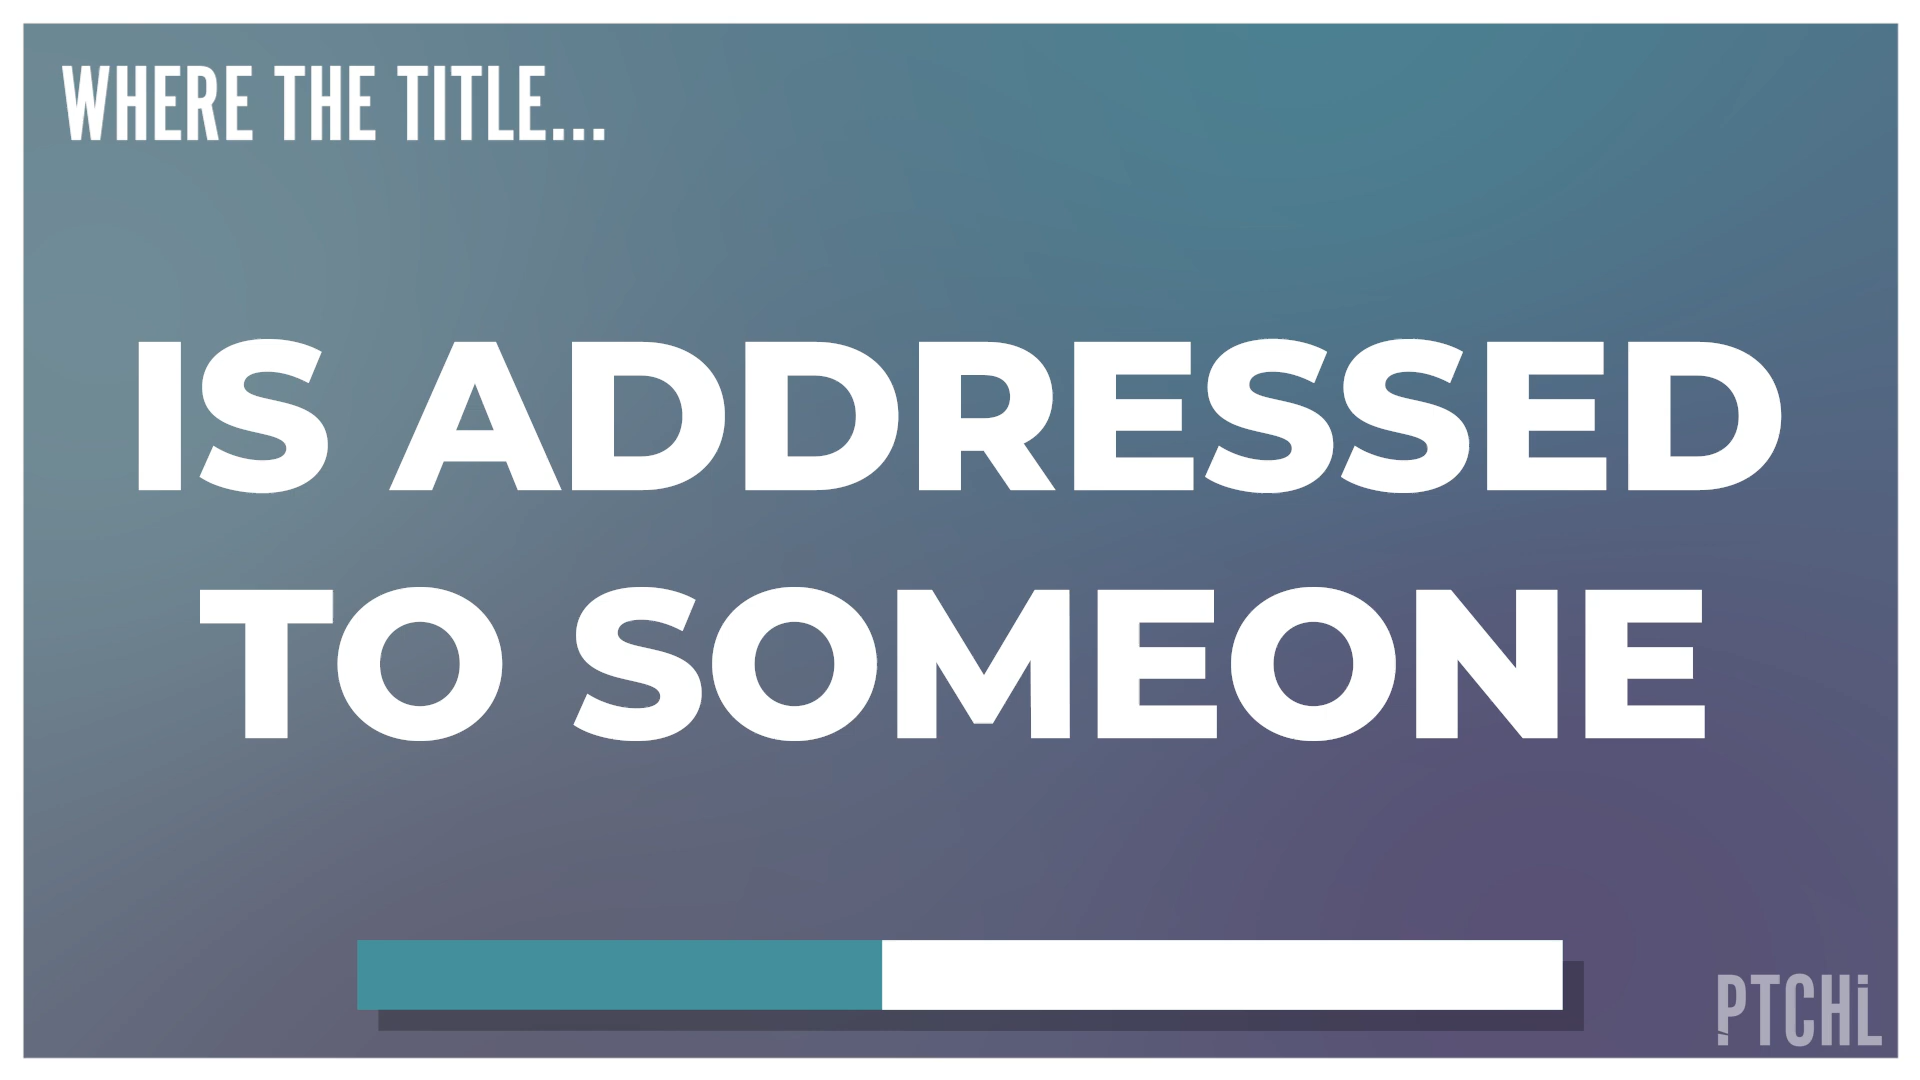 WHERE THE TITLE...
IS ADDRESSED
TO SOMEONE
PTCHi